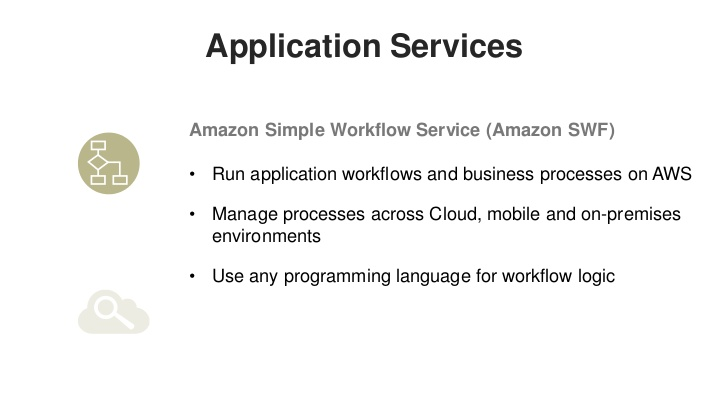 Application Services
Amazon Simple Workflow Service (Amazon SWF)
• Run application workflows and business processes on AWS
• Manage processes across Cloud, mobile and on-premises
environments
• Use any programming language for workflow logic